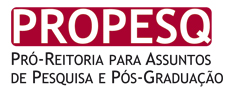 PROPESQ
PRÓ-REITORIA PARA ASSUNTOS
DE PESQUISA E PÓS-GRADUAÇÃO